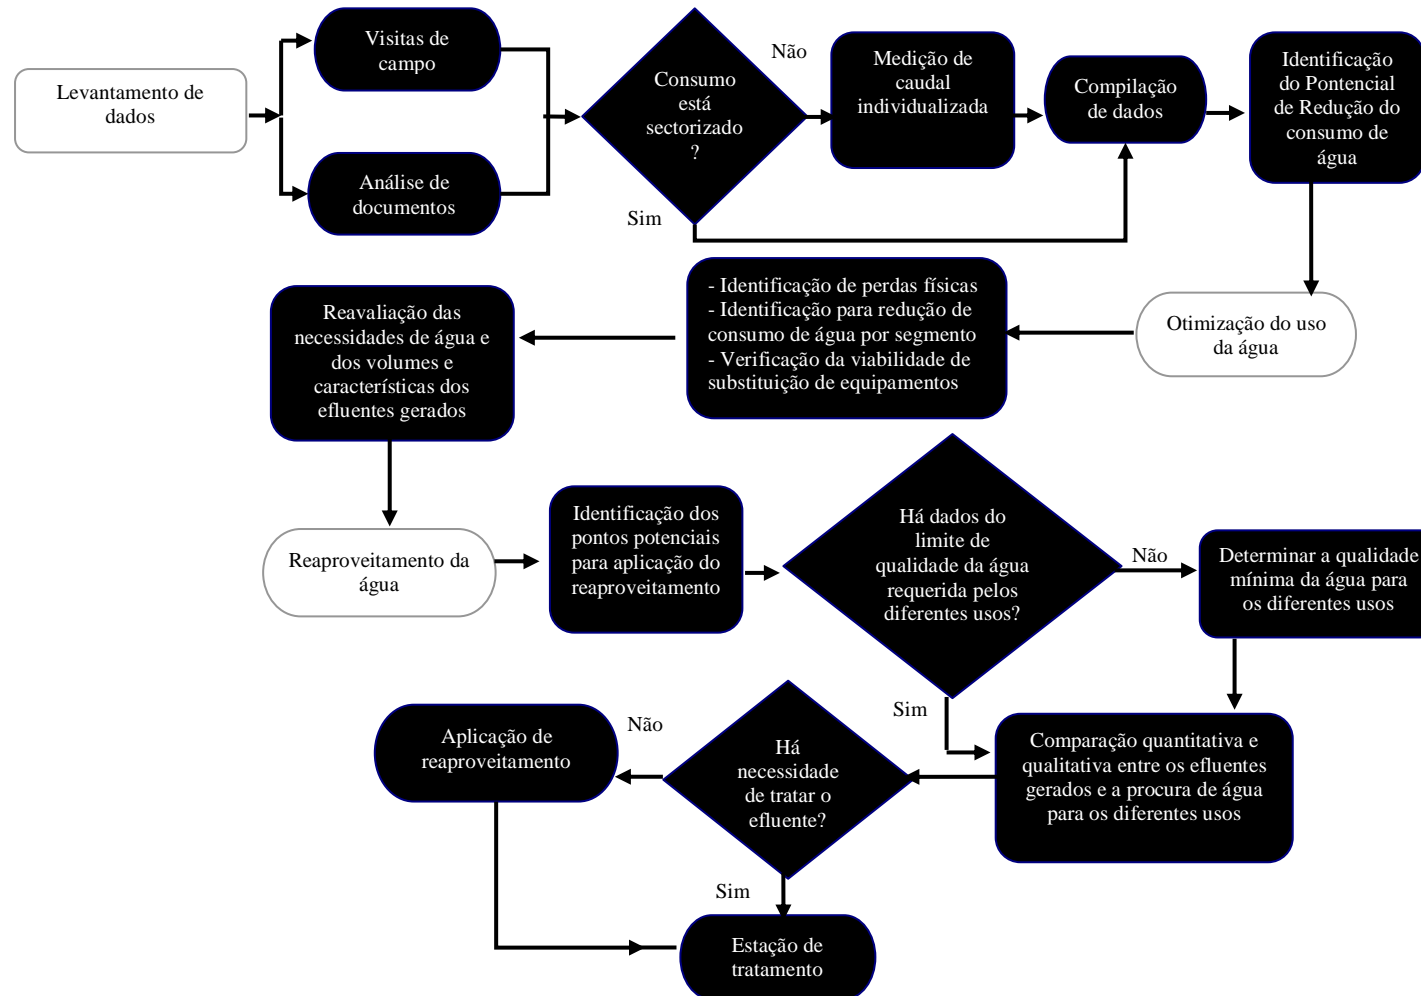 Levantamento de
dados
Visitas de
campo
Análise de
documentos
Consumo
está
sectorizado
?
Não
Sim
Medição de
caudal
individualizada
Compilação
de dados
Identificação
do Pontencial
de Redução do
consumo de
água
Otimização do uso
da água
- Identificação de perdas físicas
- Identificação para redução de
consumo de água por segmento
- Verificação da viabilidade de
substituição de equipamentos
Reavaliação das
necessidades de água e
dos volumes e
características dos
efluentes gerados
Reaproveitamento da
água
Identificação dos
pontos potenciais
para aplicação do
reaproveitamento
Há dados do
limite de
qualidade da água
requerida pelos
diferentes usos?
Não
Sim
Determinar a qualidade
mínima da água para
os diferentes usos
Comparação quantitativa e
qualitativa entre os efluentes
gerados e a procura de água
para os diferentes usos
Há
necessidade
de tratar o
efluente?
Não
Sim
Aplicação de
reaproveitamento
Estação de
tratamento